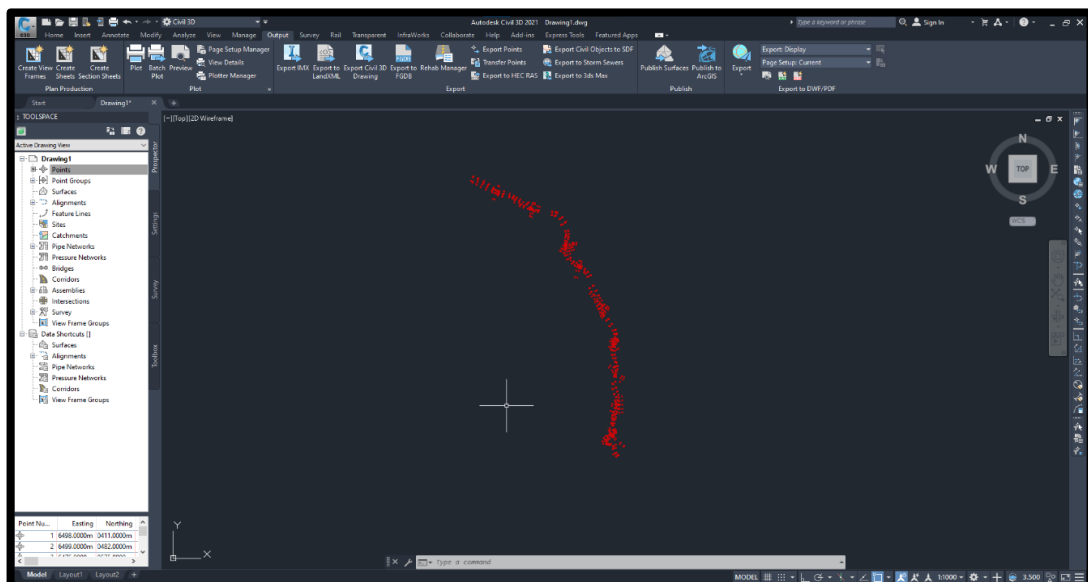 Civil 3D
Autodesk Civil 3D 2021 Drawing1.dwg
Type a keyword or phrase
Sign In
Home Insert Annotate Modify Analyze View Manage Output Survey Rail Transparent InfraWorks Collaborate Help Add-ins Express Tools Featured Apps
Create View Frames
Create Sheets
Create Section Sheets
Plan Production
Plot
Batch Plot
Preview
Page Setup Manager
View Details
Plotter Manager
Plot
Export IMX
Export to LandXML
Export Civil 3D Drawing
Export to FGDB
Rehab Manager
Export Points
Transfer Points
Export to HEC RAS
Export Civil Objects to SDF
Export to Storm Sewers
Export to 3ds Max
Export
Publish Surfaces
Publish to ArcGIS
Publish
Export
Export: Display
Page Setup: Current
Export to DWF/PDF
Start
Drawing1*
TOOLSPACE
Active Drawing View
Drawing1
Points
Point Groups
Surfaces
Alignments
Feature Lines
Sites
Catchments
Pipe Networks
Pressure Networks
Bridges
Corridors
Assemblies
Intersections
Survey
View Frame Groups
Data Shortcuts []
Surfaces
Alignments
Pipe Networks
Pressure Networks
Corridors
View Frame Groups
Prospector
Settings
Survey
Toolbox
[−][Top][2D Wireframe]
N
W
TOP
E
S
WCS
Point Nu... Easting Northing
1 6498.0000m 0411.0000m
2 6499.0000m 0482.0000m
Y
X
Type a command
Model Layout1 Layout2
MODEL
1:1000
3.500